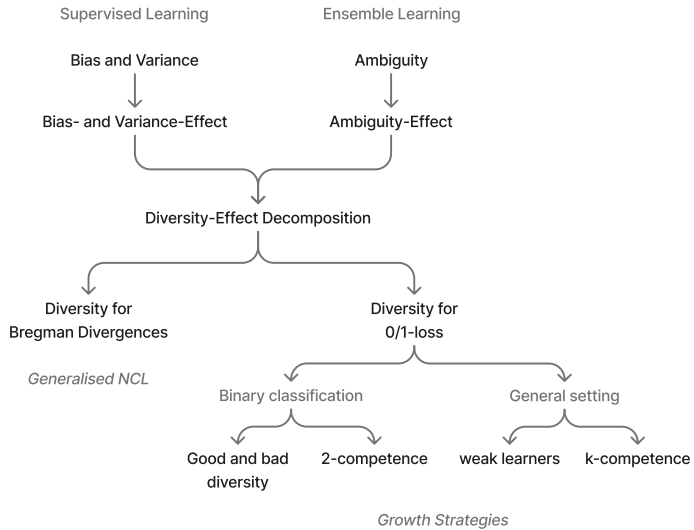 Supervised Learning
Ensemble Learning
Bias and Variance
Ambiguity
Bias- and Variance-Effect
Ambiguity-Effect
Diversity-Effect Decomposition
Diversity for
Bregman Divergences
Diversity for
0/1-loss
Generalised NCL
Binary classification
General setting
Good and bad
diversity
2-competence
weak learners
k-competence
Growth Strategies